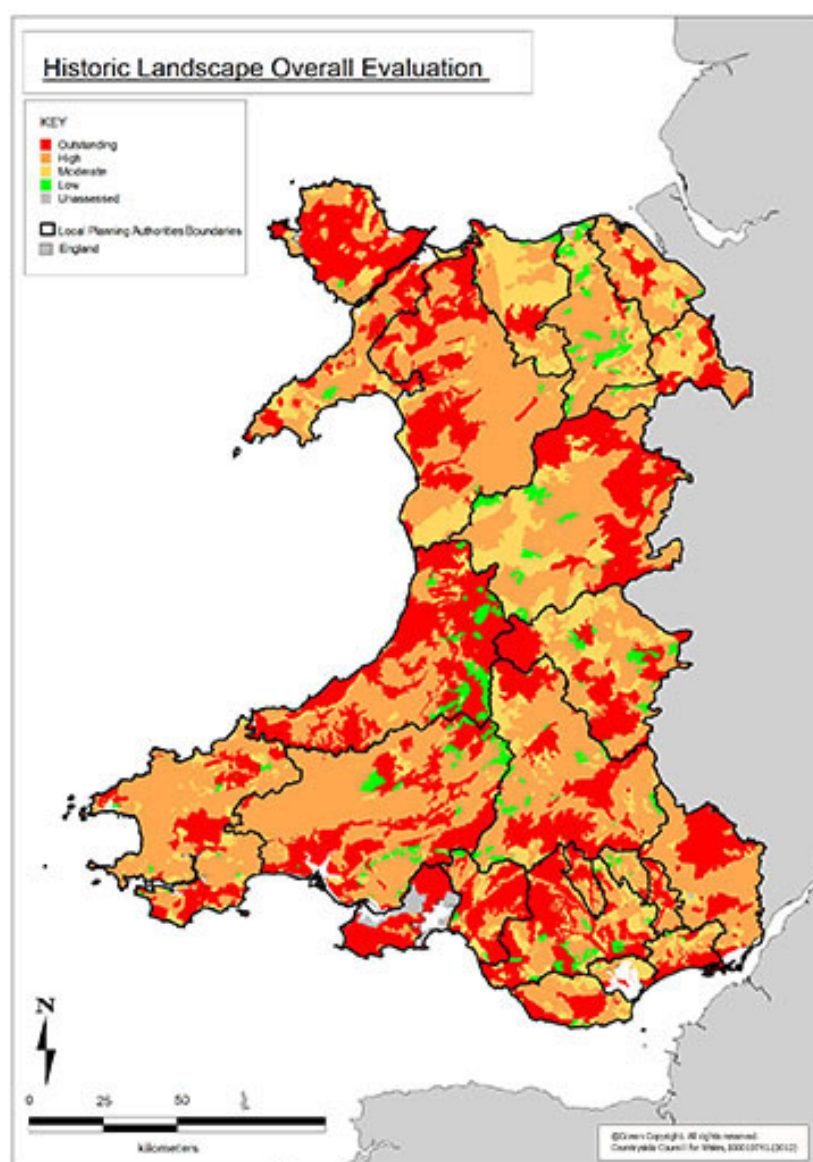 Historic Landscape Overall Evaluation
KEY
Outstanding
High
Moderate
Low
Unassessed
Local Planning Authorities Boundaries
England
N
0 25 50
kilometers
©Crown Copyright. All rights reserved.
Countryside Council for Wales,